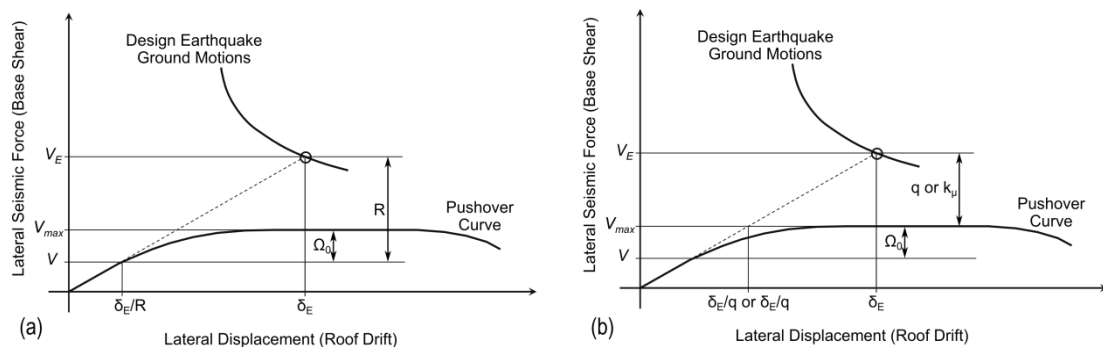 Lateral Seismic Force (Base Shear)
Design Earthquake
Ground Motions
V_E
R
V_max
Ω₀
Pushover
Curve
V
δ_E/R
δ_E
(a)
Lateral Displacement (Roof Drift)
Lateral Seismic Force (Base Shear)
Design Earthquake
Ground Motions
V_E
q or k_μ
V_max
Ω₀
Pushover
Curve
V
δ_E/q or δ_E/q
δ_E
(b)
Lateral Displacement (Roof Drift)